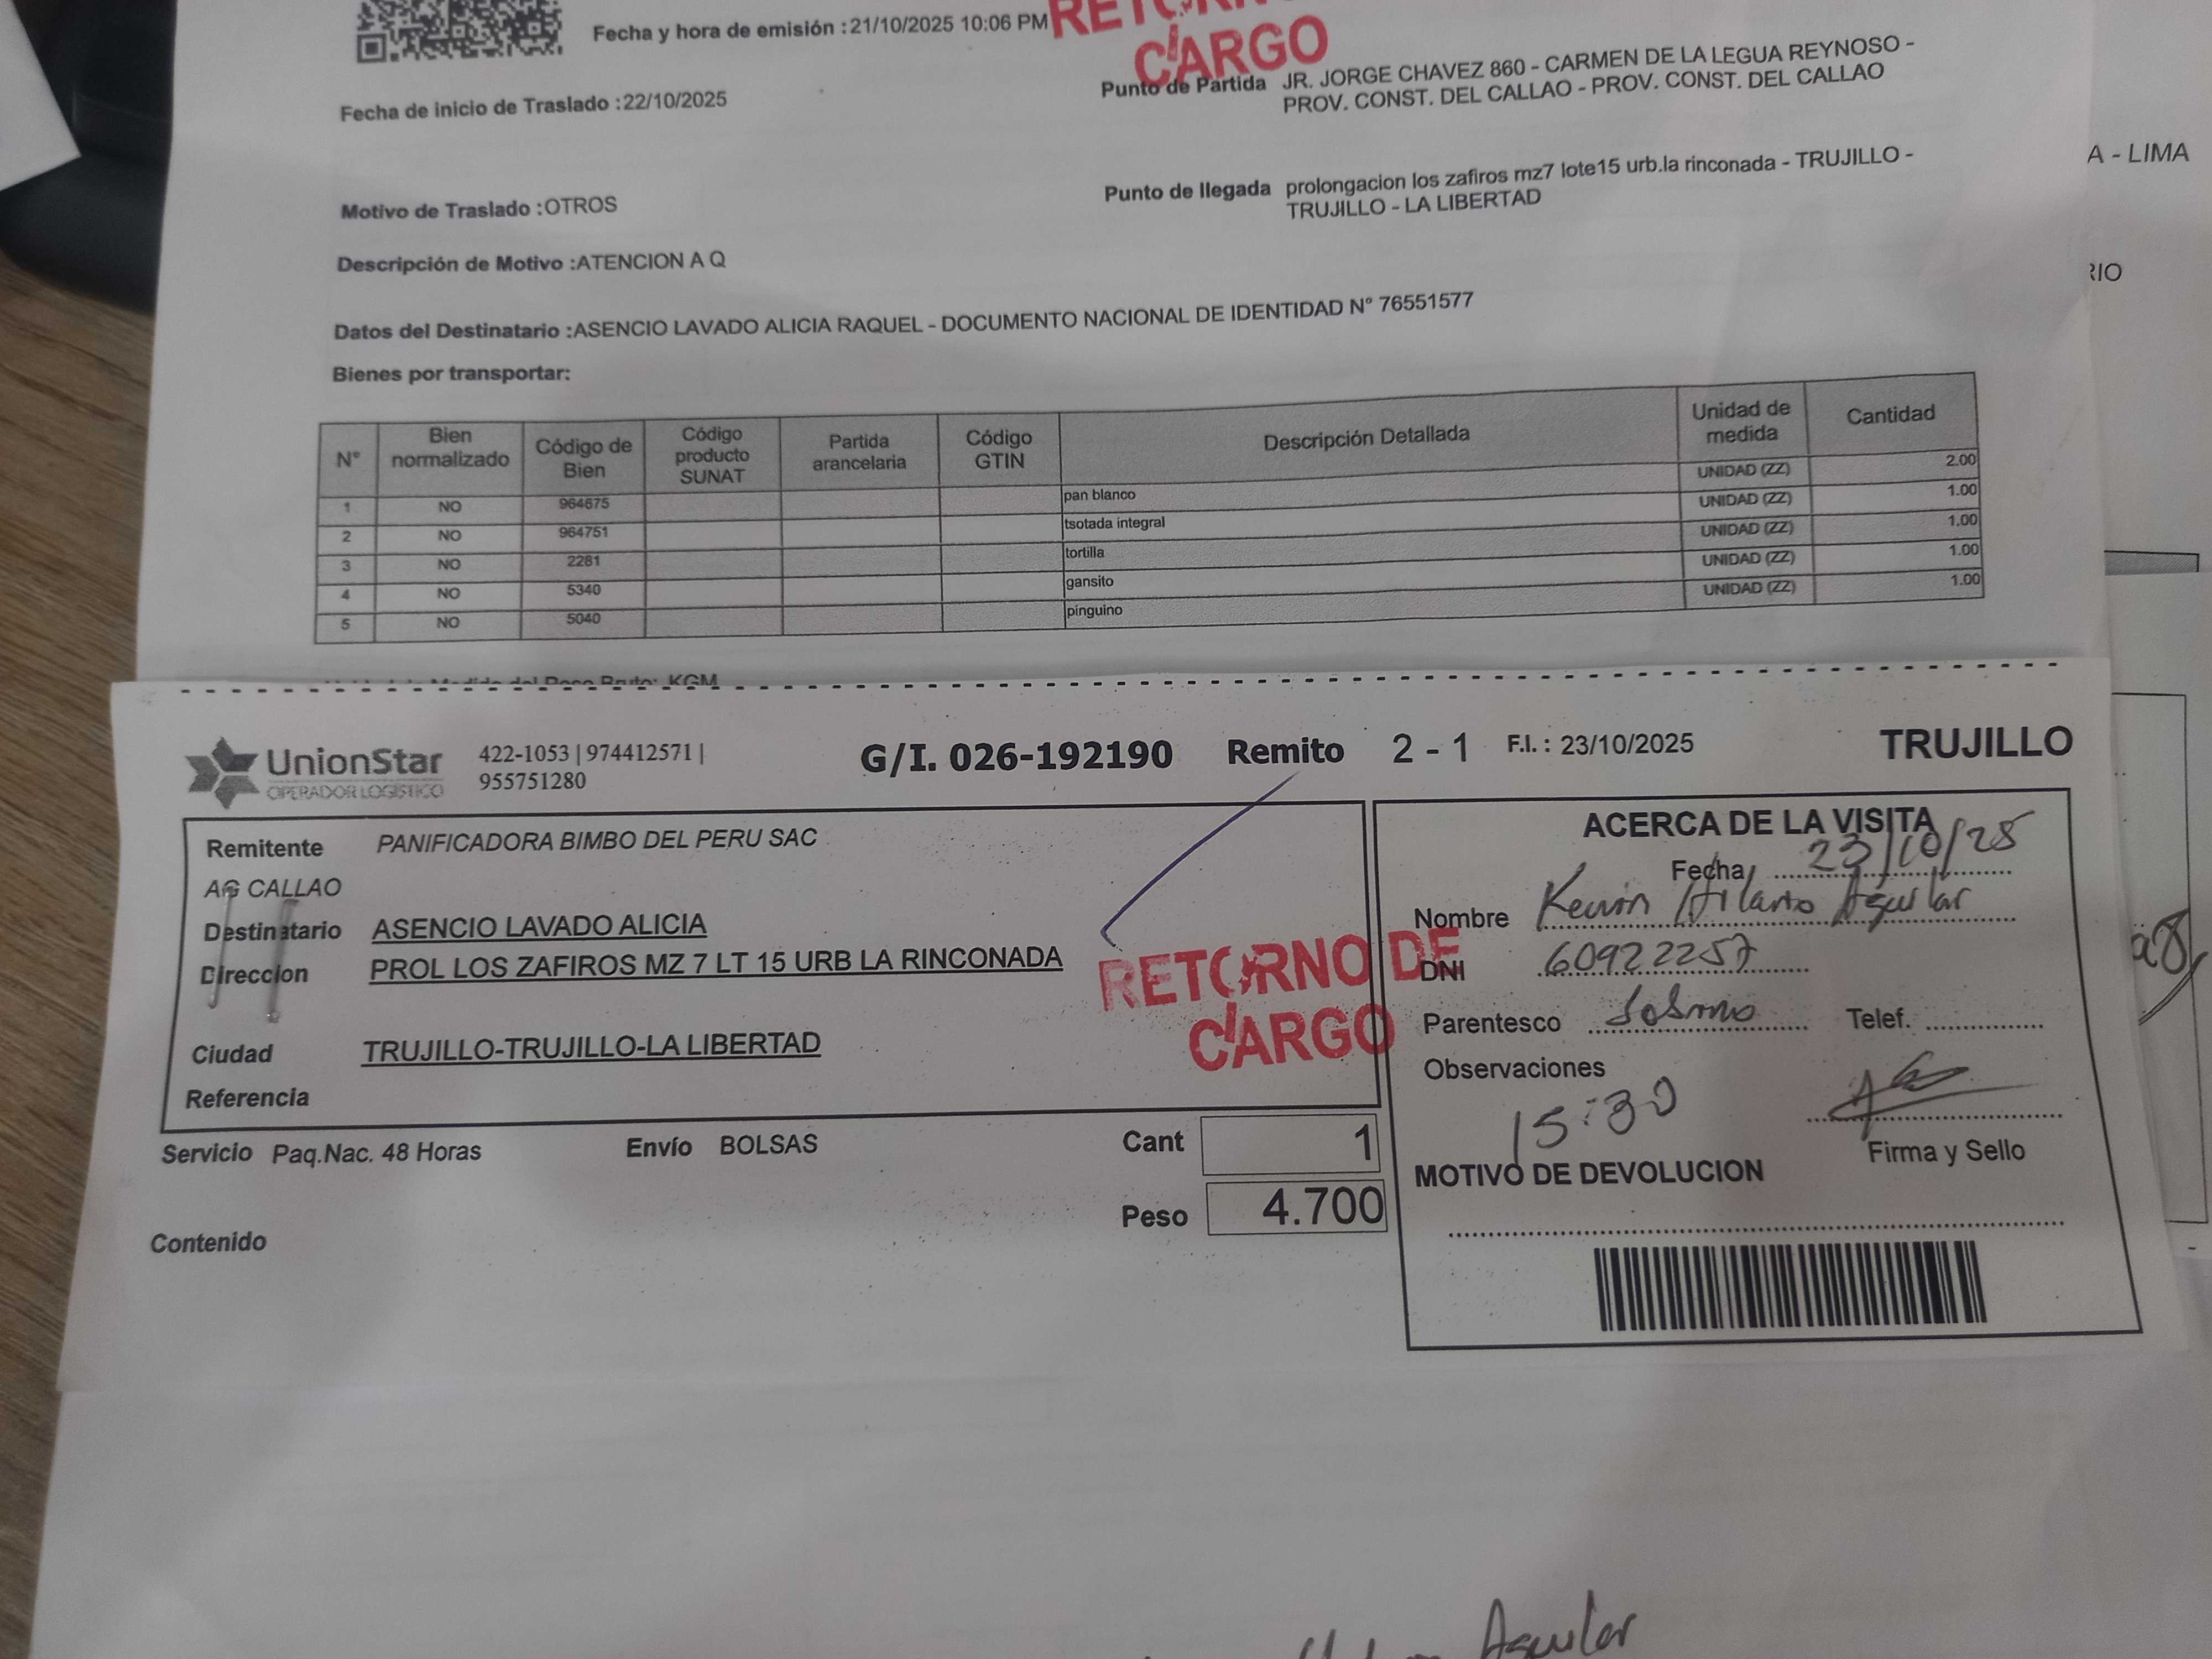 Fecha y hora de emisión :21/10/2025 10:06 PM
CARGO
Fecha de inicio de Traslado :22/10/2025
Punto de Partida JR. JORGE CHAVEZ 860 - CARMEN DE LA LEGUA REYNOSO -
PROV. CONST. DEL CALLAO - PROV. CONST. DEL CALLAO
A - LIMA
Motivo de Traslado :OTROS
Punto de llegada prolongacion los zafiros mz7 lote15 urb.la rinconada - TRUJILLO -
TRUJILLO - LA LIBERTAD
Descripción de Motivo :ATENCION A Q
RIO
Datos del Destinatario :ASENCIO LAVADO ALICIA RAQUEL - DOCUMENTO NACIONAL DE IDENTIDAD N° 76551577
Bienes por transportar:
N° Bien normalizado Código de Bien Código producto SUNAT Partida arancelaria Código GTIN Descripción Detallada Unidad de medida Cantidad
1 NO 964675 pan blanco UNIDAD (ZZ) 2.00
2 NO 964751 tsotada integral UNIDAD (ZZ) 1.00
3 NO 2281 tortilla UNIDAD (ZZ) 1.00
4 NO 5340 gansito UNIDAD (ZZ) 1.00
5 NO 5040 pinguino UNIDAD (ZZ) 1.00
KGM
UnionStar
OPERADOR LOGISTICO
422-1053 | 974412571 |
955751280
G/I. 026-192190 Remito 2 - 1 F.I. : 23/10/2025 TRUJILLO
Remitente PANIFICADORA BIMBO DEL PERU SAC
AG CALLAO
Destinatario ASENCIO LAVADO ALICIA
Direccion PROL LOS ZAFIROS MZ 7 LT 15 URB LA RINCONADA
Ciudad TRUJILLO-TRUJILLO-LA LIBERTAD
Referencia
RETORNO DE
CARGO
Servicio Paq.Nac. 48 Horas Envío BOLSAS Cant 1
Peso 4.700
Contenido
ACERCA DE LA VISITA
Fecha 23/10/25
Nombre Kevin Hilario Aguilar
DNI 60922257
Parentesco Sobrino Telef.
Observaciones
15:30
Firma y Sello
MOTIVO DE DEVOLUCION
Aguilar